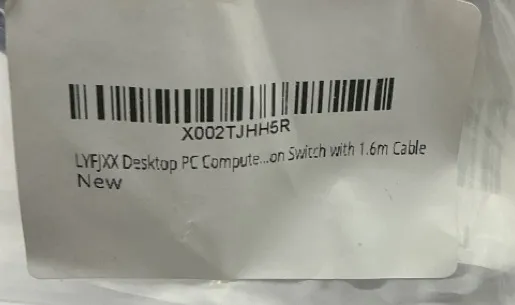 X002TJHH5R
LYFJXX Desktop PC Compute...on Switch with 1.6m Cable
New